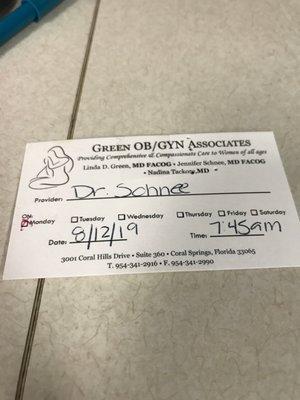 GREEN OB/GYN ASSOCIATES
Providing Comprehensive & Compassionate Care to Women of all ages
Linda D. Green, MD FACOG • Jennifer Schnee, MD FACOG
• Nadina Tackore, MD
Provider: Dr. Schnee
ON:
Monday Tuesday Wednesday Thursday Friday Saturday
Date: 8/12/19 Time: 7:45am
3001 Coral Hills Drive • Suite 360 • Coral Springs, Florida 33065
T. 954-341-2916 • F. 954-341-2990